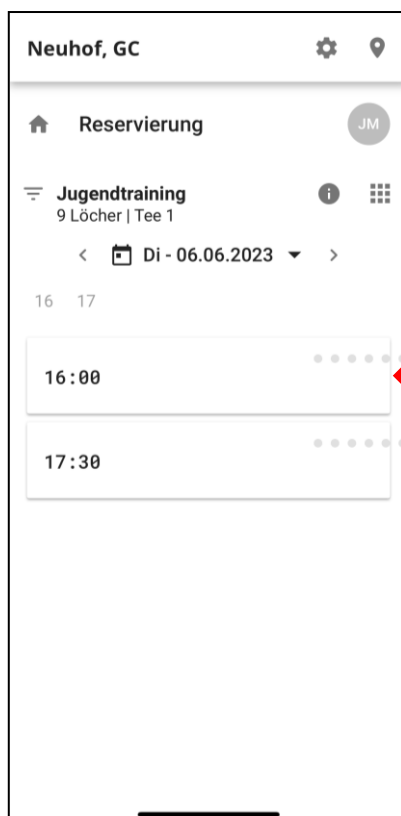 Neuhof, GC
Reservierung JM
Jugendtraining
9 Löcher | Tee 1
Di - 06.06.2023
16 17
16:00
17:30